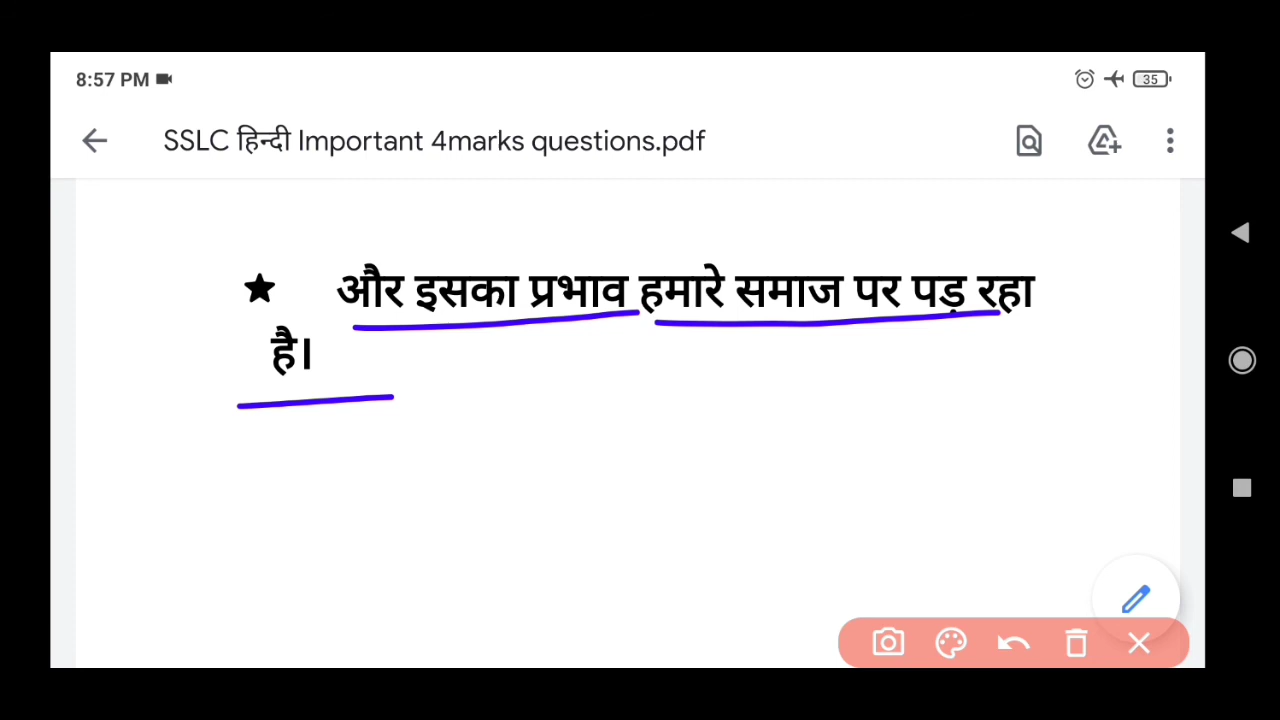 8:57 PM
35
SSLC हिन्दी Important 4marks questions.pdf
★ और इसका प्रभाव हमारे समाज पर पड़ रहा
है।